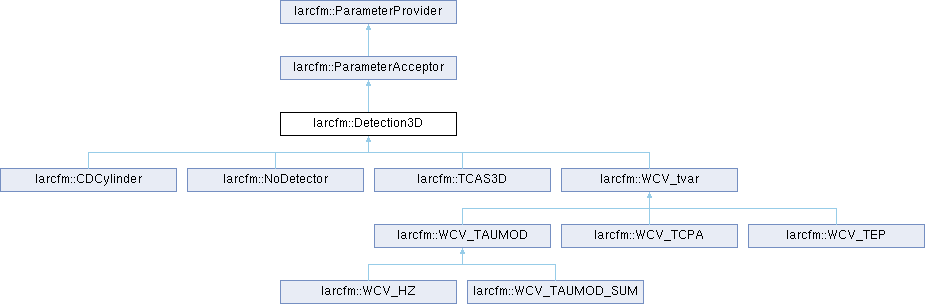 larcfm::ParameterProvider
larcfm::ParameterAcceptor
larcfm::Detection3D
larcfm::CDCylinder
larcfm::NoDetector
larcfm::TCAS3D
larcfm::WCV_tvar
larcfm::WCV_TAUMOD
larcfm::WCV_TCPA
larcfm::WCV_TEP
larcfm::WCV_HZ
larcfm::WCV_TAUMOD_SUM